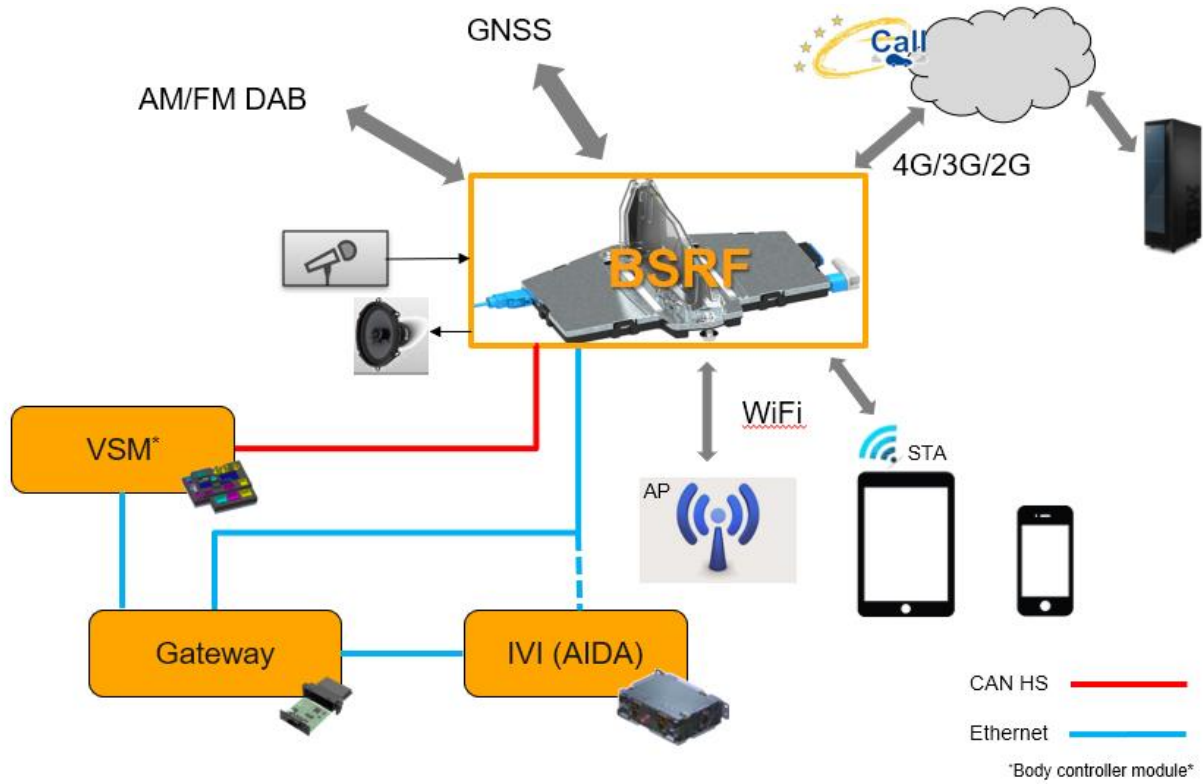 GNSS
Call
AM/FM DAB
4G/3G/2G
BSRF
WiFi
VSM*
STA
AP
Gateway
IVI (AIDA)
CAN HS
Ethernet
*Body controller module*